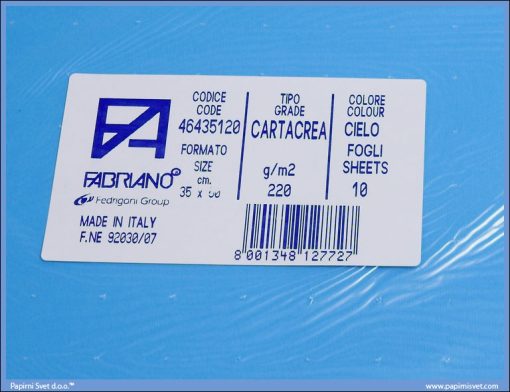 FABRIANO®
Fedrigoni Group
MADE IN ITALY
F.NE 92030/07
CODICE
CODE
46435120
FORMATO
SIZE
cm.
35 x
TIPO
GRADE
CARTACREA
g/m2
220
COLORE
COLOUR
CIELO
FOGLI
SHEETS
10
8 001348 127727
Papirni Svet d.o.o.™
www.papirnisvet.com